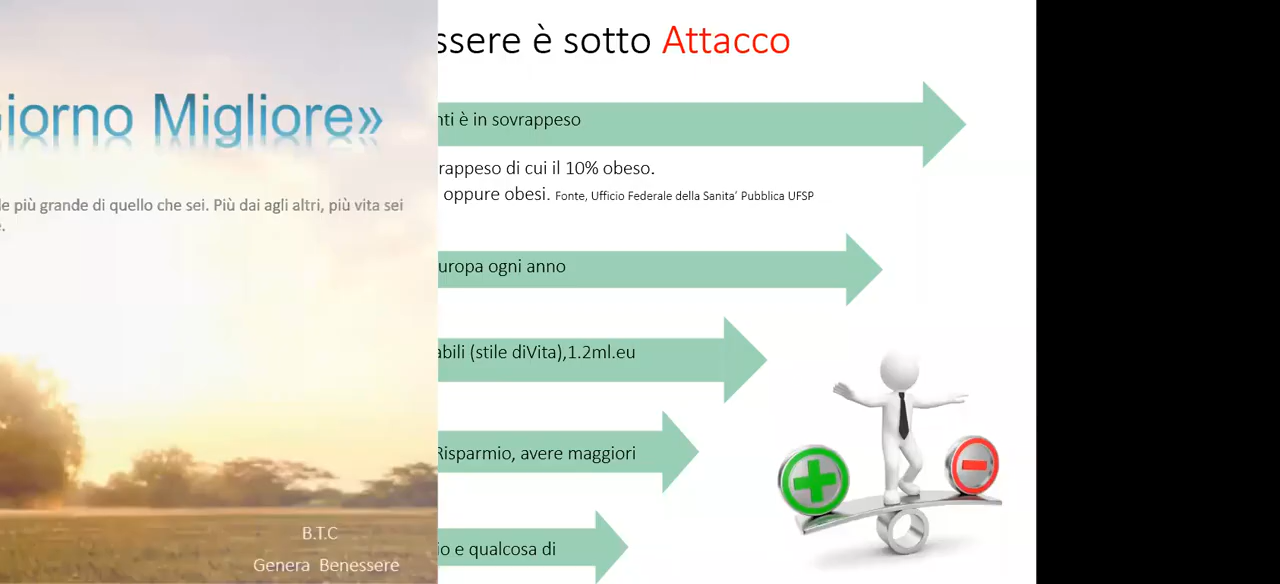 iorno Migliore»
più grande di quello che sei. Più dai agli altri, più vita sei
B.T.C
Genera Benessere
ssere è sotto Attacco
nti è in sovrappeso
rappeso di cui il 10% obeso.
oppure obesi. Fonte, Ufficio Federale della Sanita’ Pubblica UFSP
uropa ogni anno
abili (stile diVita),1.2ml.eu
Risparmio, avere maggiori
io e qualcosa di